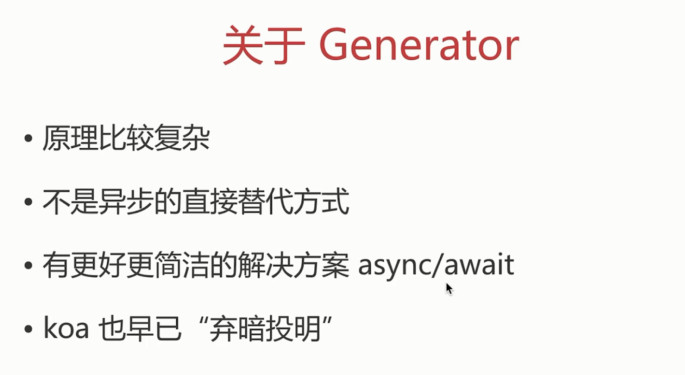 关于 Generator
• 原理比较复杂
• 不是异步的直接替代方式
• 有更好更简洁的解决方案 async/await
• koa 也早已“弃暗投明”